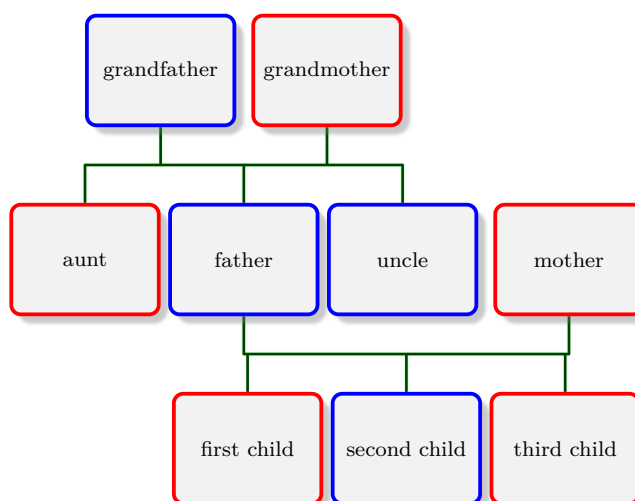 grandfather
grandmother
aunt
father
uncle
mother
first child
second child
third child